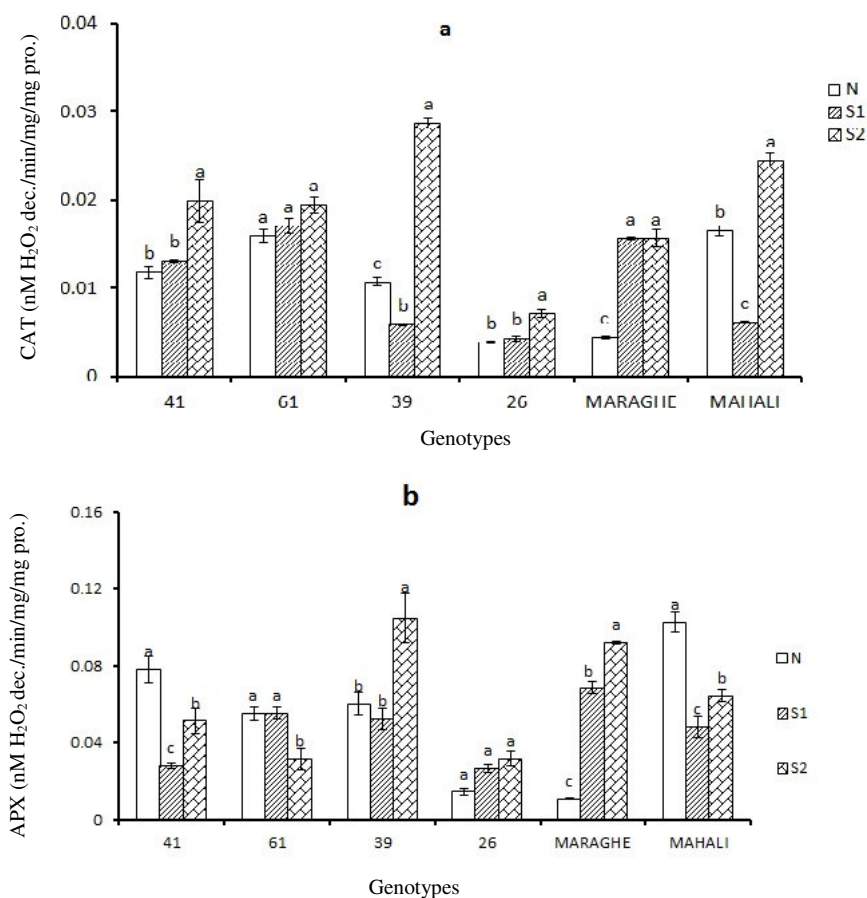 a
0.04
0.03
0.02
0.01
0
CAT (nM H₂O₂ dec./min/mg/mg pro.)
N
S1
S2
b b a
a a a
c b a
b b a
c a a
b c a
41 61 39 26 MARAGHE MAHALI
Genotypes
b
0.16
0.12
0.08
0.04
0
APX (nM H₂O₂ dec./min/mg/mg pro.)
N
S1
S2
a c b
a a b
b b a
a a a
c b a
a c b
41 61 39 26 MARAGHE MAHALI
Genotypes